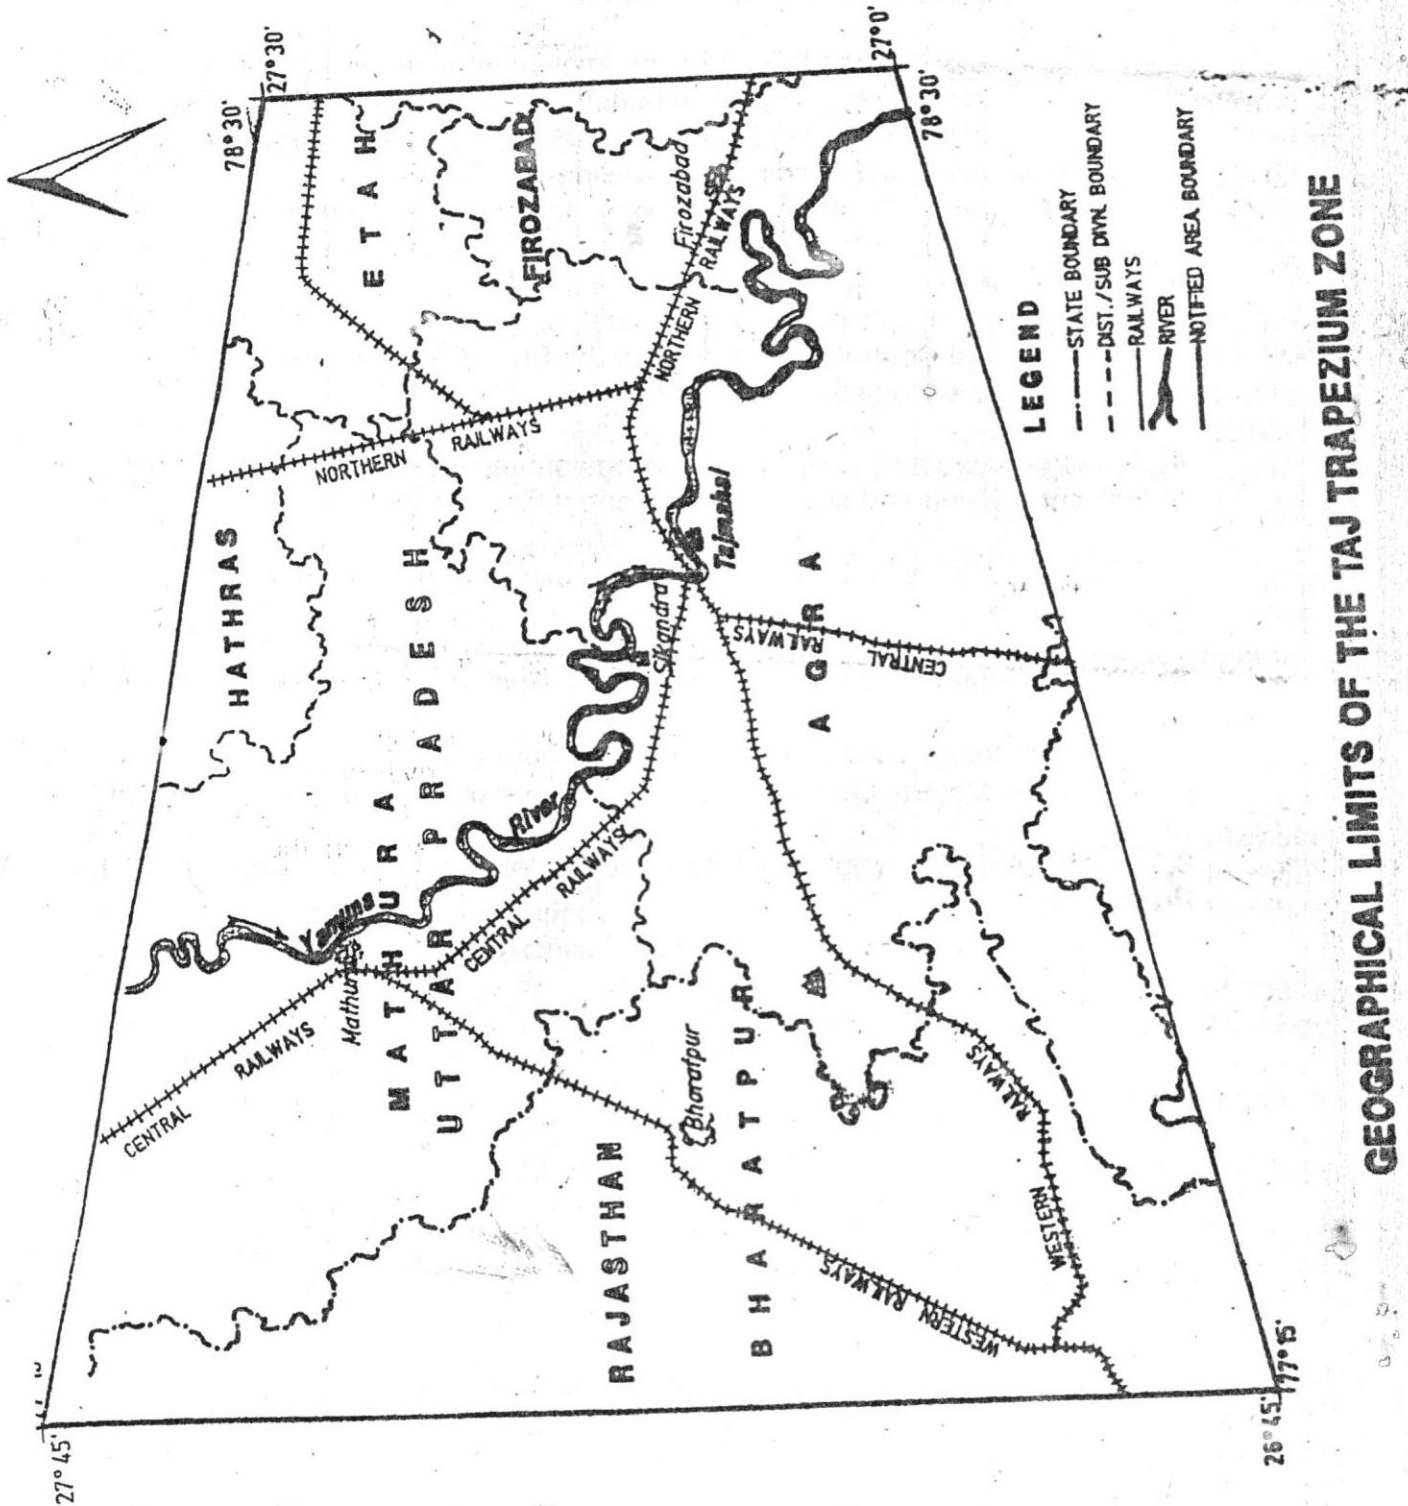 27°45'
77°15'
26°45'
78°30'
27°30'
27°0'
78°30'
HATHRAS
ETAH
FIROZABAD
Firozabad
NORTHERN
RAILWAYS
NORTHERN
RAILWAYS
MATHURA
UTTAR PRADESH
Mathura
Yamuna
River
CENTRAL
RAILWAYS
CENTRAL
RAILWAYS
Sikandra
Tajmahal
AGRA
RAILWAYS
CENTRAL
RAJASTHAN
BHARATPUR
Bharatpur
WESTERN RAILWAYS
WESTERN
RAILWAYS
LEGEND
STATE BOUNDARY
DIST./SUB DIVN. BOUNDARY
RAILWAYS
RIVER
NOTIFIED AREA BOUNDARY
GEOGRAPHICAL LIMITS OF THE TAJ TRAPEZIUM ZONE